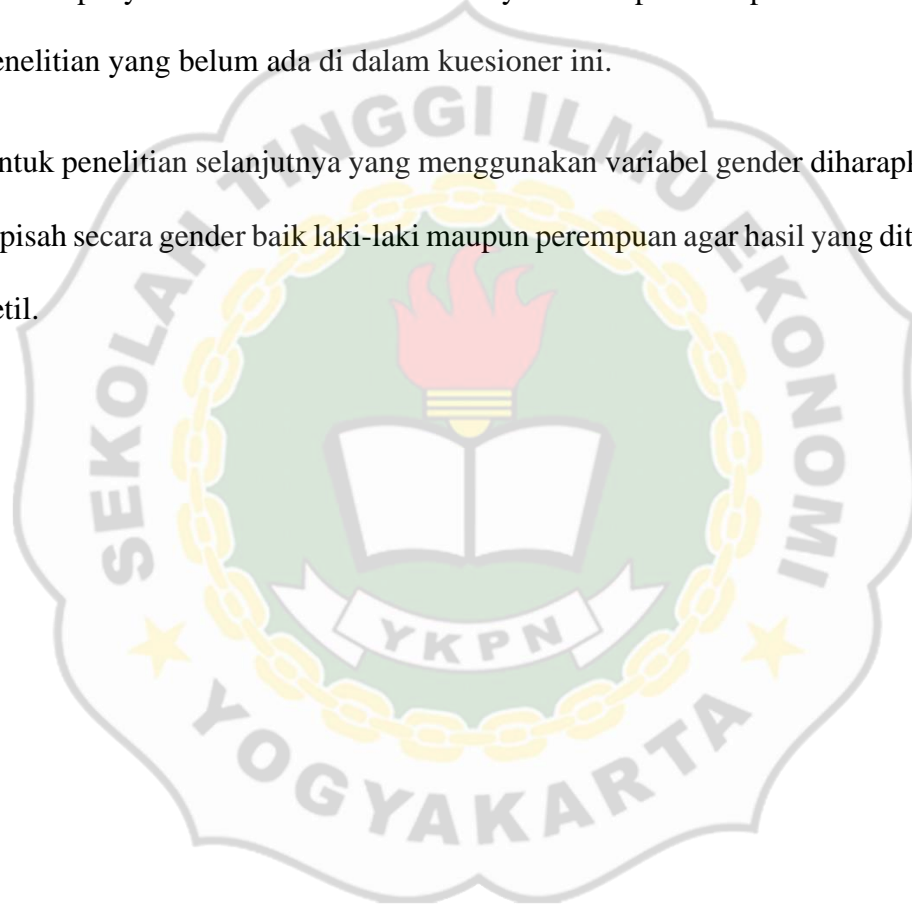 enelitian yang belum ada di dalam kuesioner ini.
ntuk penelitian selanjutnya yang menggunakan variabel gender diharapk
pisah secara gender baik laki-laki maupun perempuan agar hasil yang dit
etil.
SEKOLAH TINGGI ILMU EKONOMI
YKPN
YOGYAKARTA